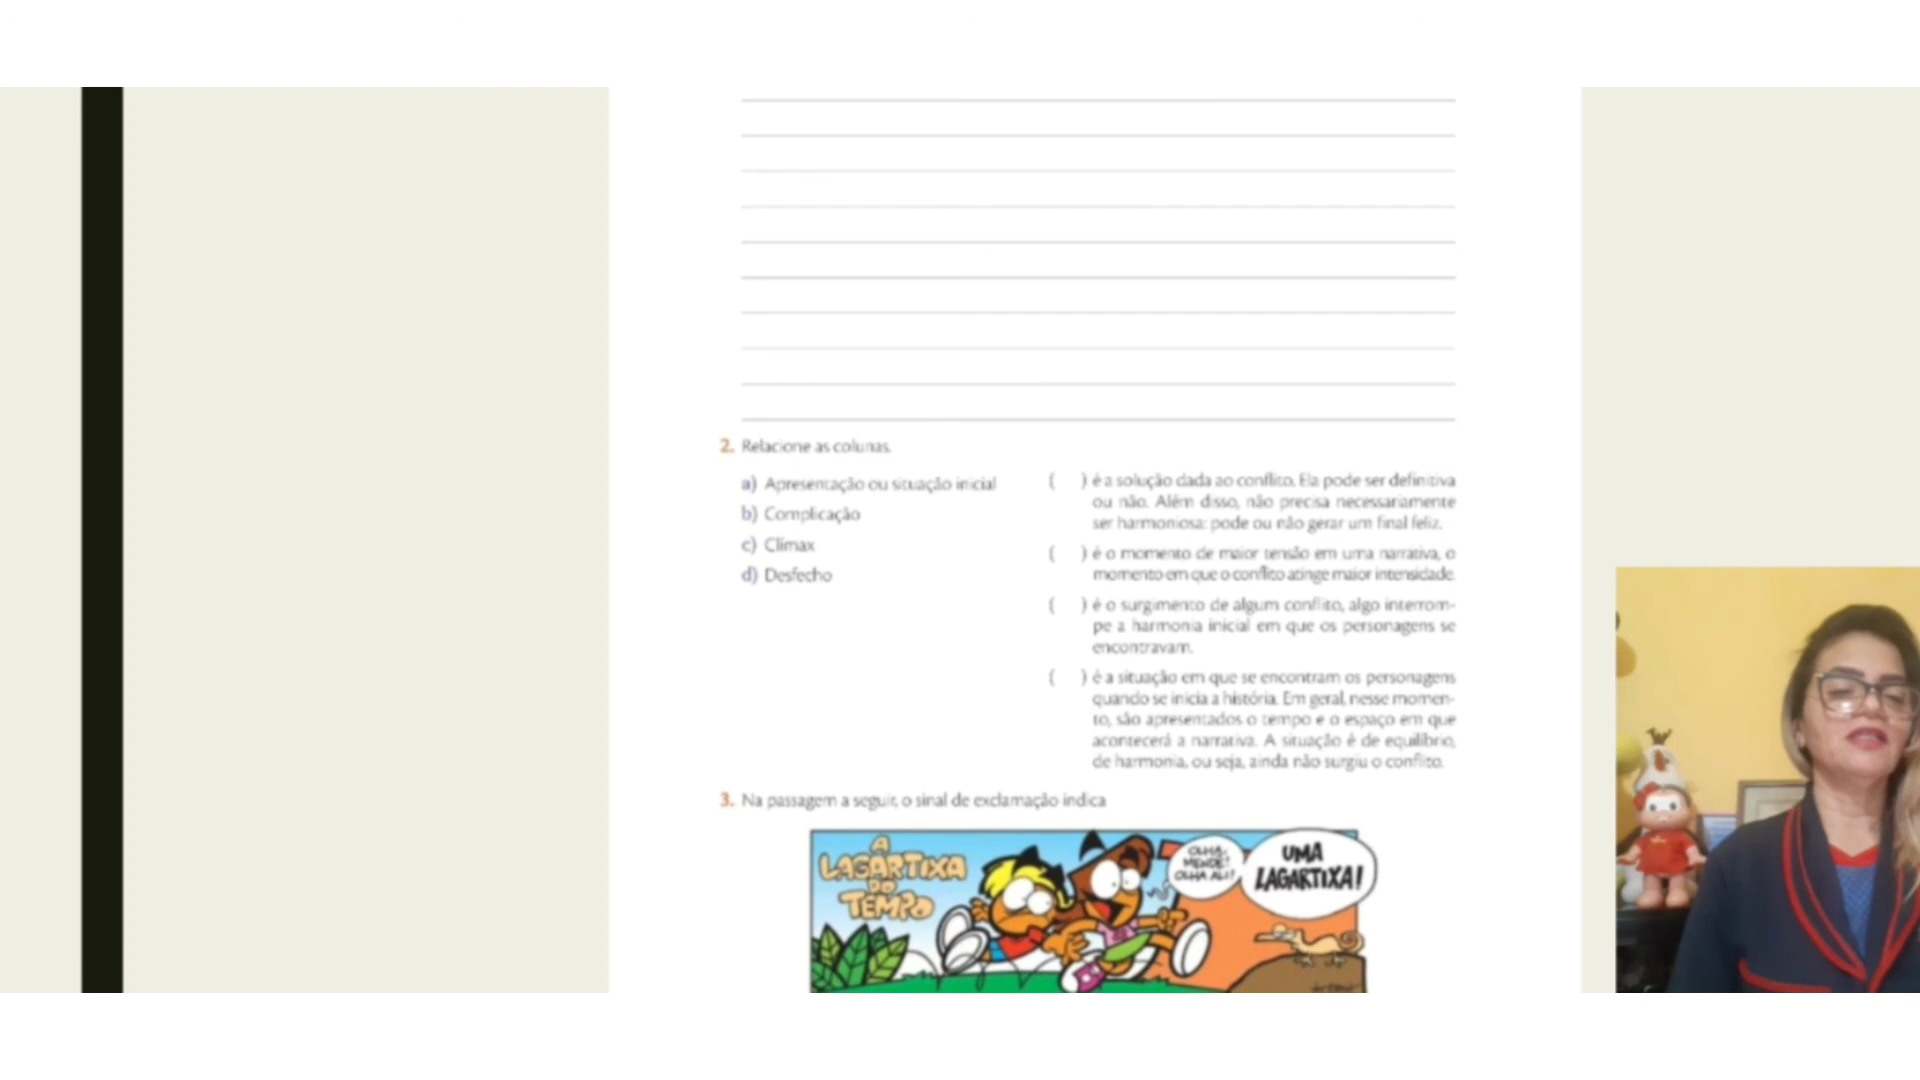 2. Relacione as colunas.
a) Apresentação ou situação inicial
b) Complicação
c) Clímax
d) Desfecho
( ) é a solução dada ao conflito. Ela pode ser definitiva
ou não. Além disso, não precisa necessariamente
ser harmoniosa: pode ou não gerar um final feliz.
( ) é o momento de maior tensão em uma narrativa, o
momento em que o conflito atinge maior intensidade.
( ) é o surgimento de algum conflito, algo interrom-
pe a harmonia inicial em que os personagens se
encontravam.
( ) é a situação em que se encontram os personagens
quando se inicia a história. Em geral, nesse momen-
to, são apresentados o tempo e o espaço em que
acontecerá a narrativa. A situação é de equilíbrio,
de harmonia, ou seja, ainda não surgiu o conflito.
3. Na passagem a seguir, o sinal de exclamação indica
A
LAGARTIXA
DO
TEMPO
OLHA,
OLHA ALI!
UMA
LAGARTIXA!